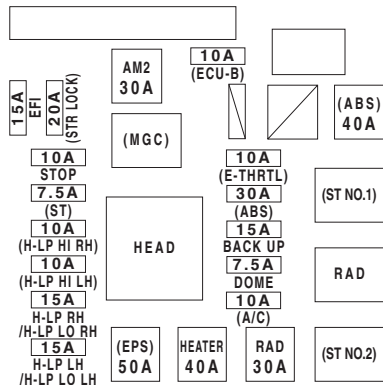 10A
(ECU-B)
AM2
30A
15A
EFI
20A
(STR LOCK)
(ABS)
40A
(MGC)
10A
STOP
7.5A
(ST)
10A
(H-LP HI RH)
10A
(H-LP HI LH)
15A
H-LP RH
/H-LP LO RH
15A
H-LP LH
/H-LP LO LH
HEAD
10A
(E-THRTL)
30A
(ABS)
15A
BACK UP
7.5A
DOME
10A
(A/C)
(ST NO.1)
RAD
(EPS)
50A
HEATER
40A
RAD
30A
(ST NO.2)